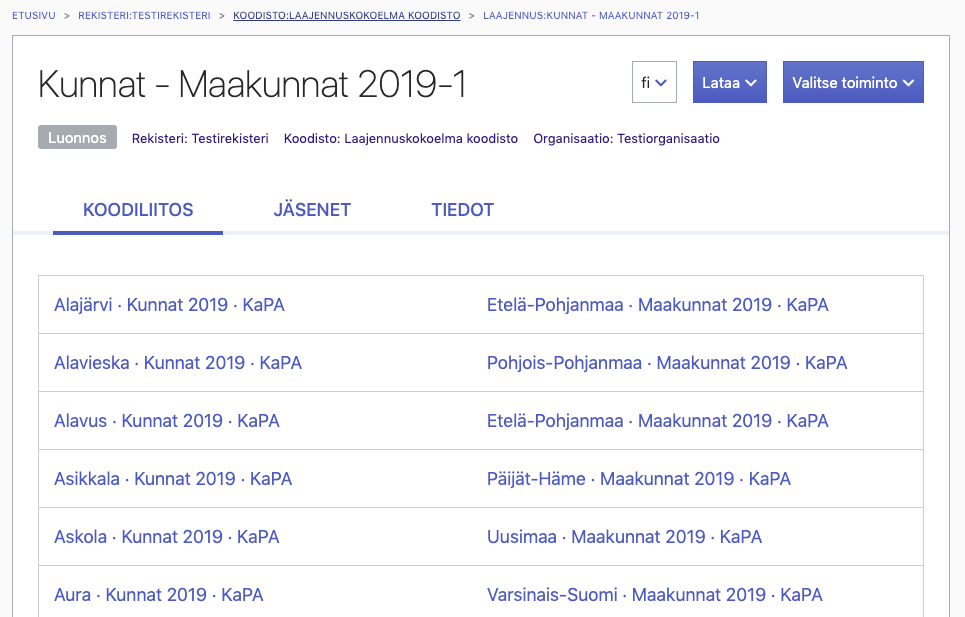 ETUSIVU > REKISTERI:TESTIREKISTERI > KOODISTO:LAAJENNUSKOKOELMA KOODISTO > LAAJENNUS:KUNNAT - MAAKUNNAT 2019-1
Kunnat - Maakunnat 2019-1
fi
Lataa
Valitse toiminto
Luonnos Rekisteri: Testirekisteri Koodisto: Laajennuskokoelma koodisto Organisaatio: Testiorganisaatio
KOODILIITOS JÄSENET TIEDOT
Alajärvi · Kunnat 2019 · KaPA Etelä-Pohjanmaa · Maakunnat 2019 · KaPA
Alavieska · Kunnat 2019 · KaPA Pohjois-Pohjanmaa · Maakunnat 2019 · KaPA
Alavus · Kunnat 2019 · KaPA Etelä-Pohjanmaa · Maakunnat 2019 · KaPA
Asikkala · Kunnat 2019 · KaPA Päijät-Häme · Maakunnat 2019 · KaPA
Askola · Kunnat 2019 · KaPA Uusimaa · Maakunnat 2019 · KaPA
Aura · Kunnat 2019 · KaPA Varsinais-Suomi · Maakunnat 2019 · KaPA